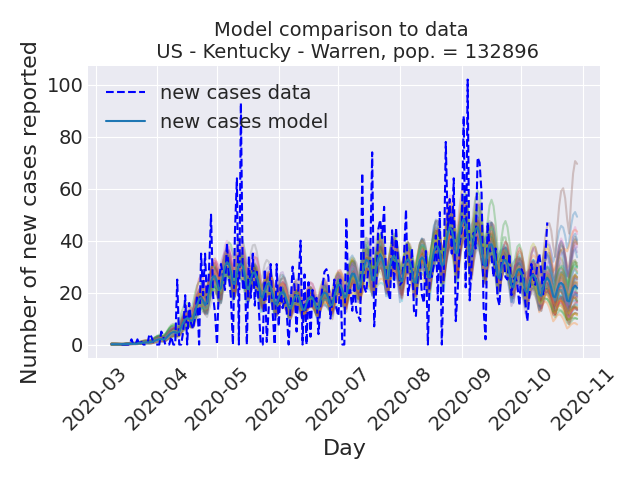 Model comparison to data
US - Kentucky - Warren, pop. = 132896
new cases data
new cases model
Number of new cases reported
100
80
60
40
20
0
2020-03
2020-04
2020-05
2020-06
2020-07
2020-08
2020-09
2020-10
2020-11
Day